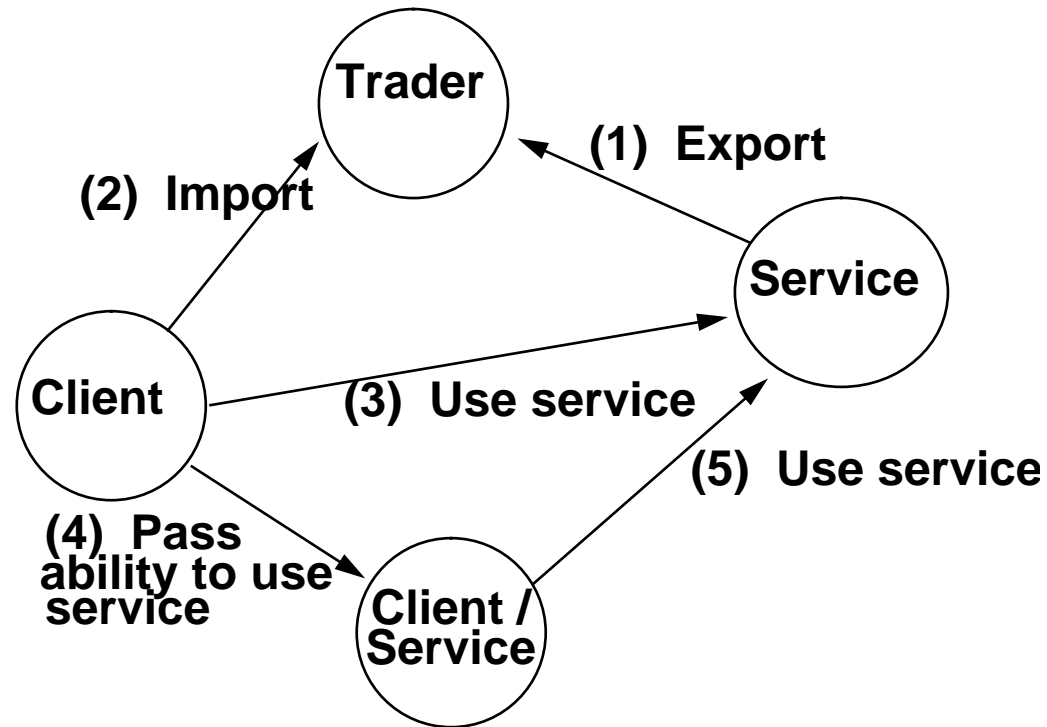 Trader
(1) Export
(2) Import
Service
Client
(3) Use service
(5) Use service
(4) Pass
ability to use
service
Client /
Service